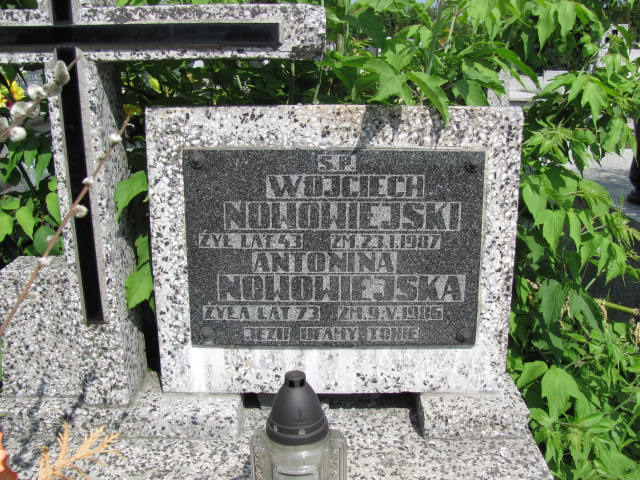 Ś.P.
WOJCIECH
NOWOWIEJSKI
ŻYŁ LAT 43 ZM. 23.I.1987
ANTONINA
NOWOWIEJSKA
ŻYŁA LAT 73 ZM. 9.V.1986
JEZU UFAMY TOBIE